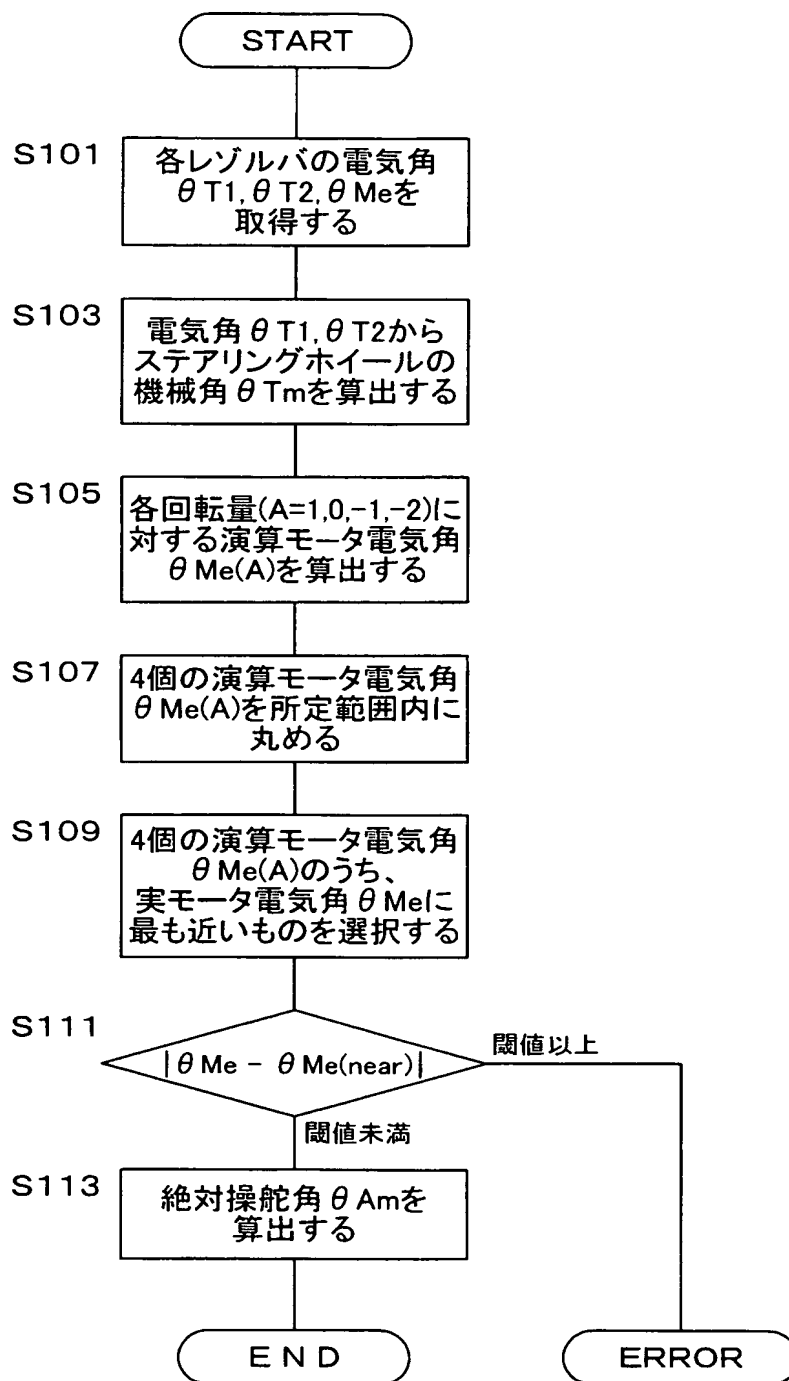 START
S101
各レゾルバの電気角
θT1,θT2,θMeを
取得する
S103
電気角θT1,θT2から
ステアリングホイールの
機械角θTmを算出する
S105
各回転量(A=1,0,-1,-2)に
対する演算モータ電気角
θMe(A)を算出する
S107
4個の演算モータ電気角
θMe(A)を所定範囲内に
丸める
S109
4個の演算モータ電気角
θMe(A)のうち、
実モータ電気角θMeに
最も近いものを選択する
S111
|θMe - θMe(near)|
閾値以上
閾値未満
S113
絶対操舵角θAmを
算出する
END
ERROR